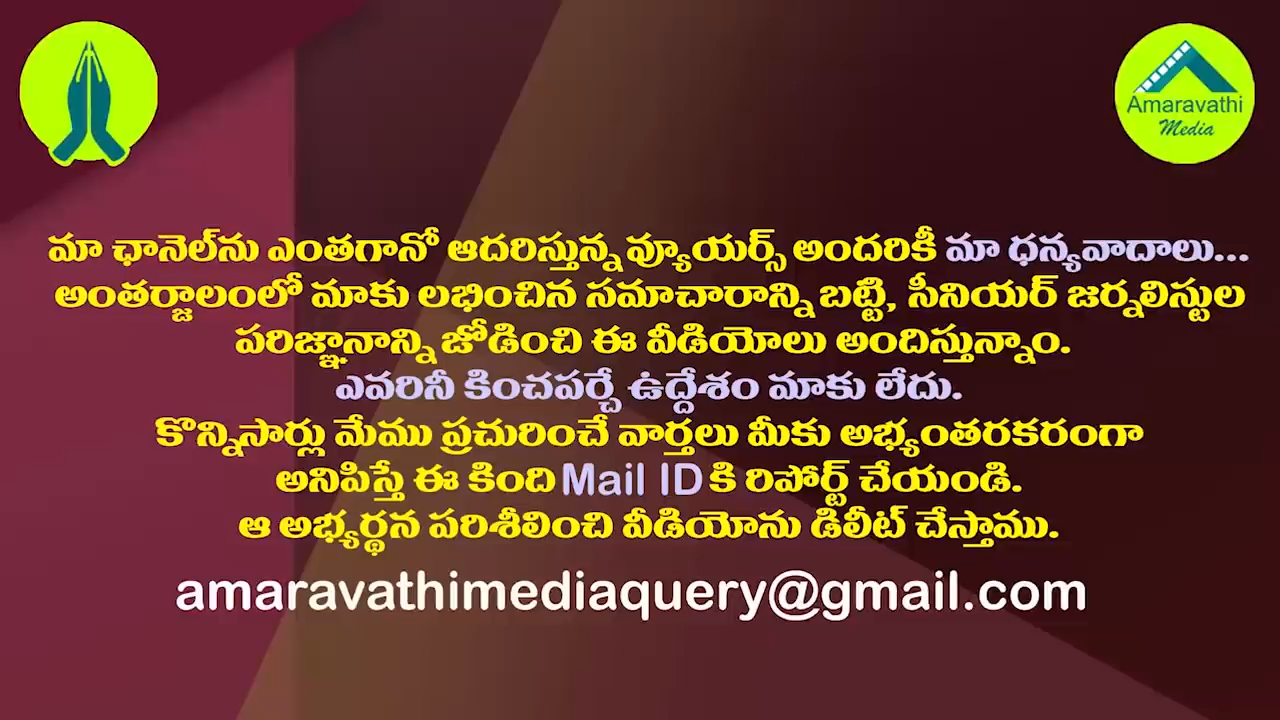 Amaravathi
Media
మా ఛానెల్‌ను ఎంతగానో ఆదరిస్తున్న వ్యూయర్స్ అందరికీ మా ధన్యవాదాలు...
అంతర్జాలంలో మాకు లభించిన సమాచారాన్ని బట్టి, సీనియర్ జర్నలిస్టుల
పరిజ్ఞానాన్ని జోడించి ఈ వీడియోలు అందిస్తున్నాం.
ఎవరినీ కించపర్చే ఉద్దేశం మాకు లేదు.
కొన్నిసార్లు మేము ప్రచురించే వార్తలు మీకు అభ్యంతరకరంగా
అనిపిస్తే ఈ కింది Mail ID కి రిపోర్ట్ చేయండి.
ఆ అభ్యర్థన పరిశీలించి వీడియోను డిలీట్ చేస్తాము.
amaravathimediaquery@gmail.com